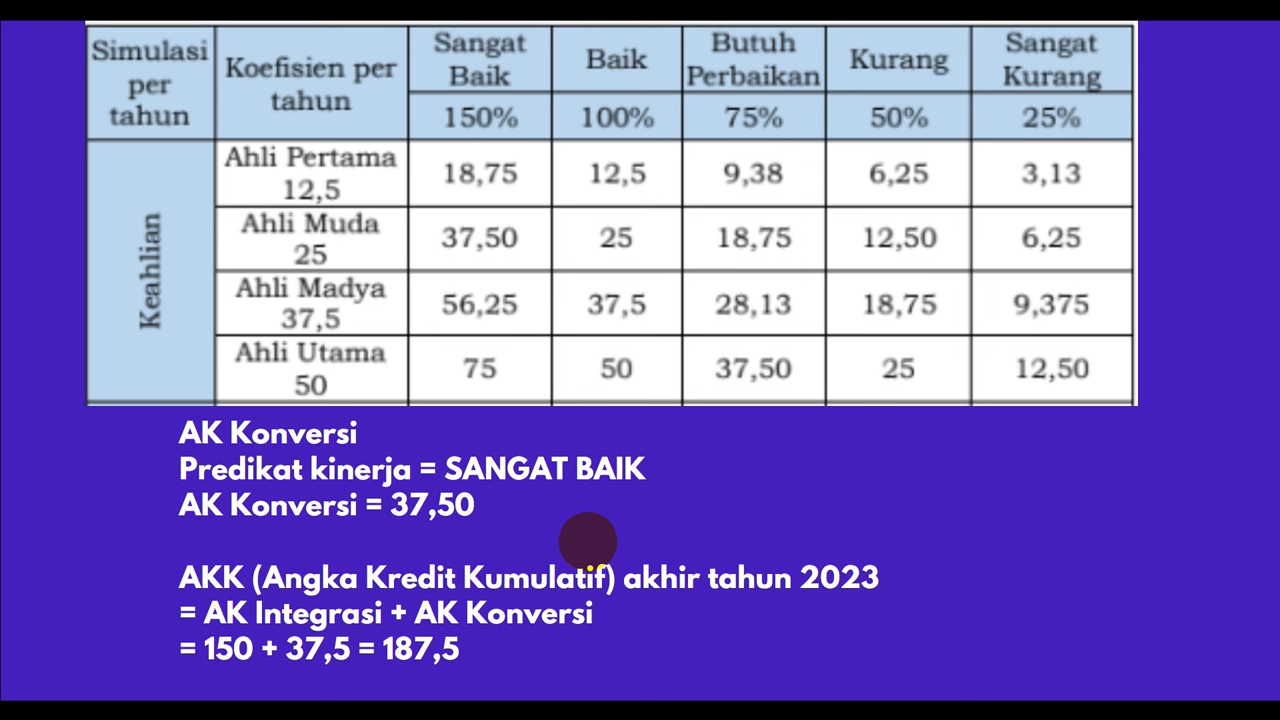 Simulasi per tahun
Koefisien per tahun
Sangat Baik
Baik
Butuh Perbaikan
Kurang
Sangat Kurang
150%
100%
75%
50%
25%
Keahlian
Ahli Pertama 12,5
18,75
12,5
9,38
6,25
3,13
Ahli Muda 25
37,50
25
18,75
12,50
6,25
Ahli Madya 37,5
56,25
37,5
28,13
18,75
9,375
Ahli Utama 50
75
50
37,50
25
12,50
AK Konversi
Predikat kinerja = SANGAT BAIK
AK Konversi = 37,50
AKK (Angka Kredit Kumulatif) akhir tahun 2023
= AK Integrasi + AK Konversi
= 150 + 37,5 = 187,5